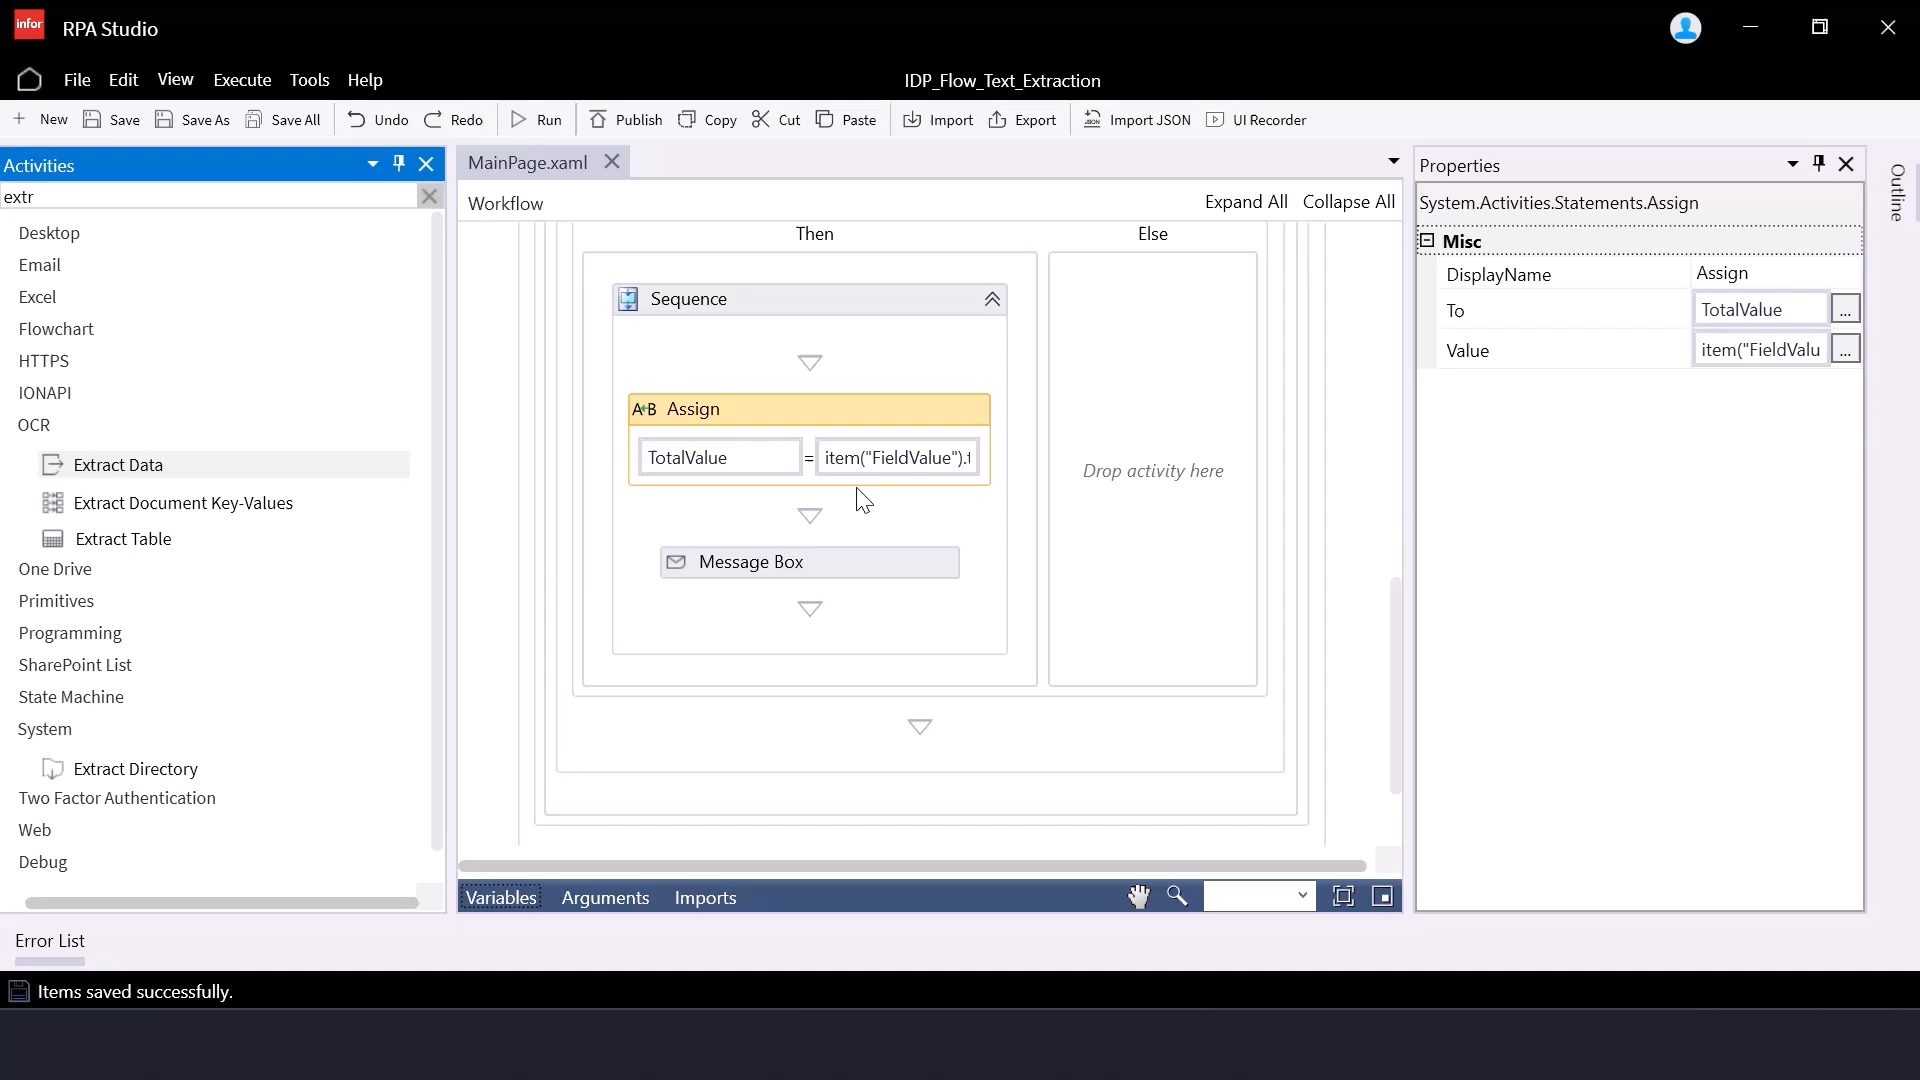 infor
RPA Studio
File Edit View Execute Tools Help
IDP_Flow_Text_Extraction
New Save Save As Save All Undo Redo Run Publish Copy Cut Paste Import Export JSON Import JSON UI Recorder
Activities
extr
Desktop
Email
Excel
Flowchart
HTTPS
IONAPI
OCR
Extract Data
Extract Document Key-Values
Extract Table
One Drive
Primitives
Programming
SharePoint List
State Machine
System
Extract Directory
Two Factor Authentication
Web
Debug
MainPage.xaml
Workflow
Expand All Collapse All
Then
Else
Sequence
A+B Assign
TotalValue = item("FieldValue").t
Drop activity here
Message Box
Variables Arguments Imports
Properties
System.Activities.Statements.Assign
Misc
DisplayName Assign
To TotalValue ...
Value item("FieldValu ...
Outline
Error List
Items saved successfully.